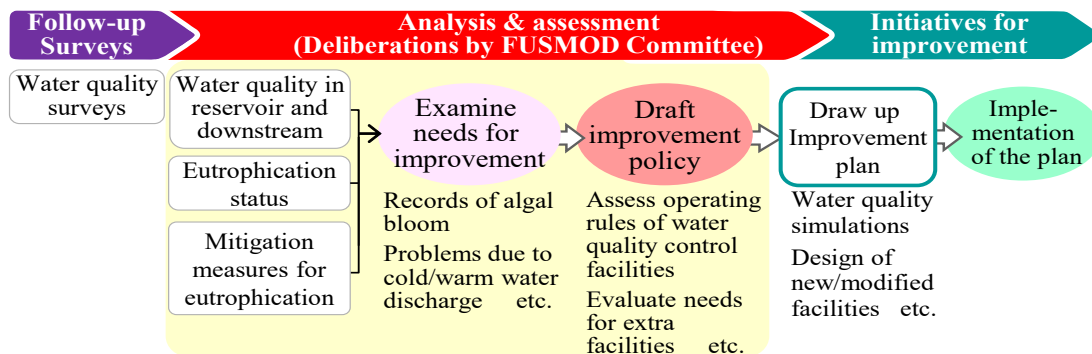 Follow-up
Surveys
Analysis & assessment
(Deliberations by FUSMOD Committee)
Initiatives for
improvement
Water quality
surveys
Water quality in
reservoir and
downstream
Eutrophication
status
Mitigation
measures for
eutrophication
Examine
needs for
improvement
Records of algal
bloom
Problems due to
cold/warm water
discharge etc.
Draft
improvement
policy
Assess operating
rules of water
quality control
facilities
Evaluate needs
for extra
facilities etc.
Draw up
Improvement
plan
Water quality
simulations
Design of
new/modified
facilities etc.
Imple-
mentation
of the plan